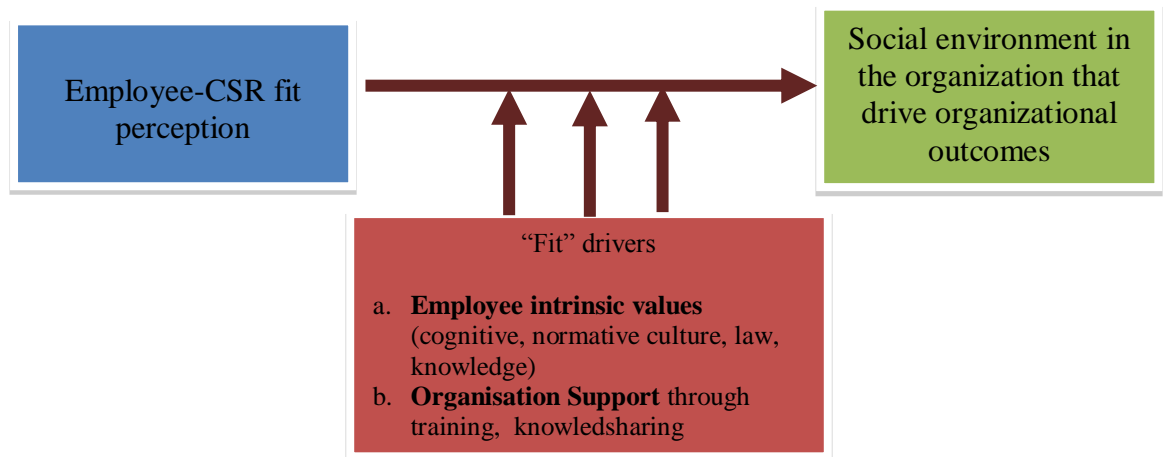 Employee-CSR fit
perception
Social environment in
the organization that
drive organizational
outcomes
“Fit” drivers
a. Employee intrinsic values
(cognitive, normative culture, law,
knowledge)
b. Organisation Support through
training, knowledsharing